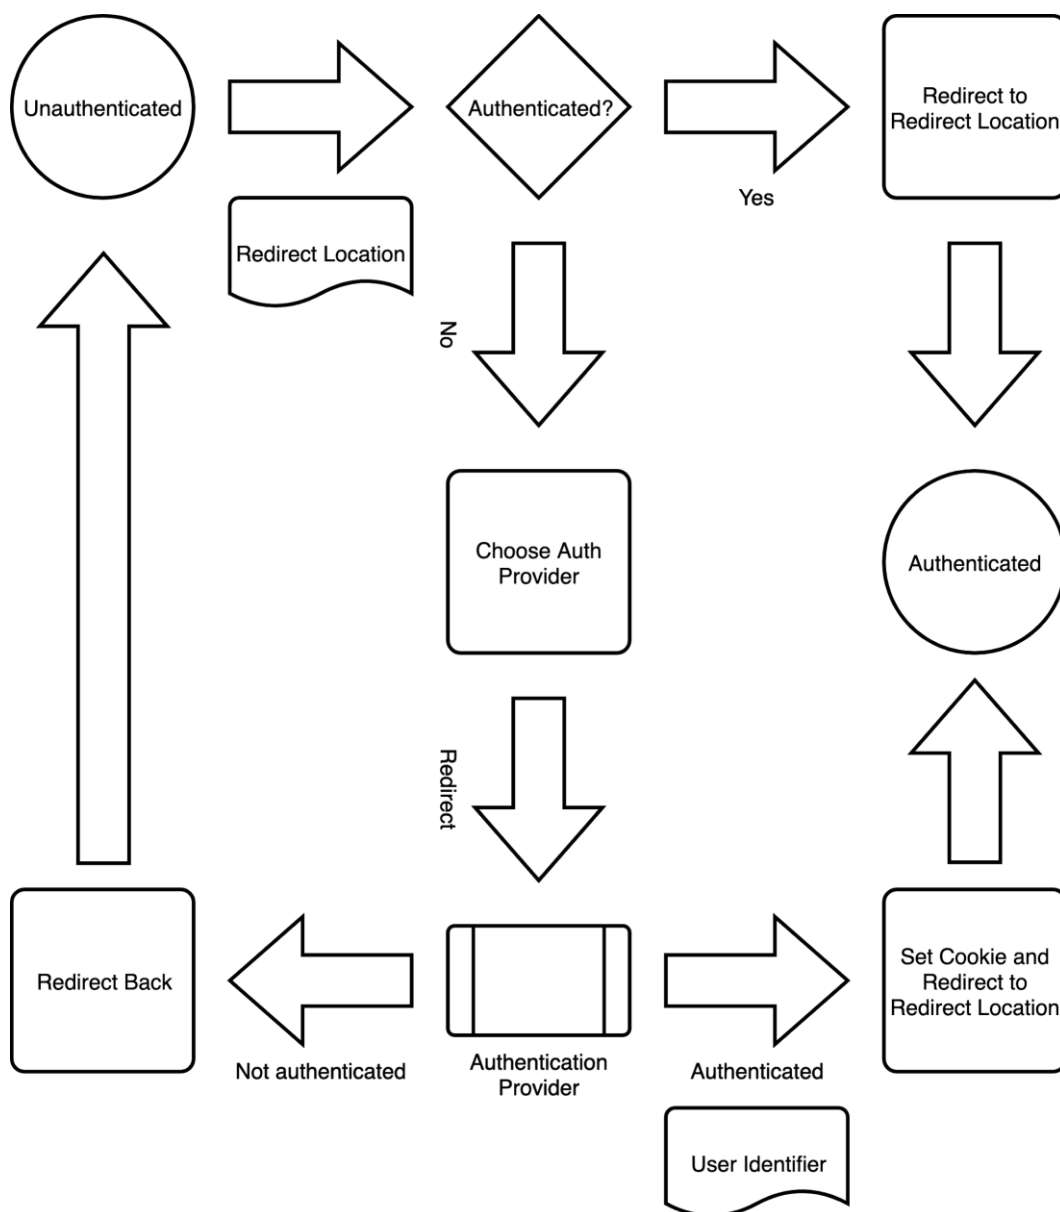 Unauthenticated
Authenticated?
Redirect to
Redirect Location
Yes
Redirect Location
No
Choose Auth
Provider
Authenticated
Redirect
Redirect Back
Not authenticated
Authentication
Provider
Authenticated
Set Cookie and
Redirect to
Redirect Location
User Identifier